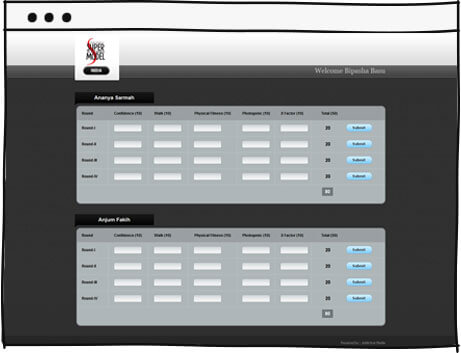 SUPER
MODEL
INDIA
Welcome Bipasha Basu
Ananya Sarmah
Round Confidence (10) Walk (10) Physical Fitness (10) Photogenic (10) X Factor (10) Total (50)
Round-I 20 Submit
Round-II 20 Submit
Round-III 20 Submit
Round-IV 20 Submit
80
Anjum Fakih
Round Confidence (10) Walk (10) Physical Fitness (10) Photogenic (10) X Factor (10) Total (50)
Round-I 20 Submit
Round-II 20 Submit
Round-III 20 Submit
Round-IV 20 Submit
80
Powered by :